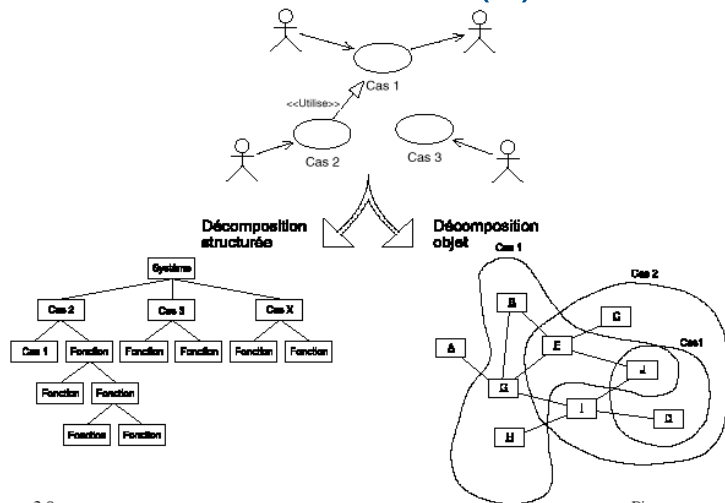 Cas 1
<<Utilise>>
Cas 2
Cas 3
Décomposition
structurée
Décomposition
objet
Système
Cas 2
Cas 3
Cas X
Cas 1
Fonction
Fonction
Fonction
Fonction
Fonction
Fonction
Fonction
Fonction
Fonction
Cas 1
Cas 2
Cas1
B
C
A
F
J
G
I
D
H